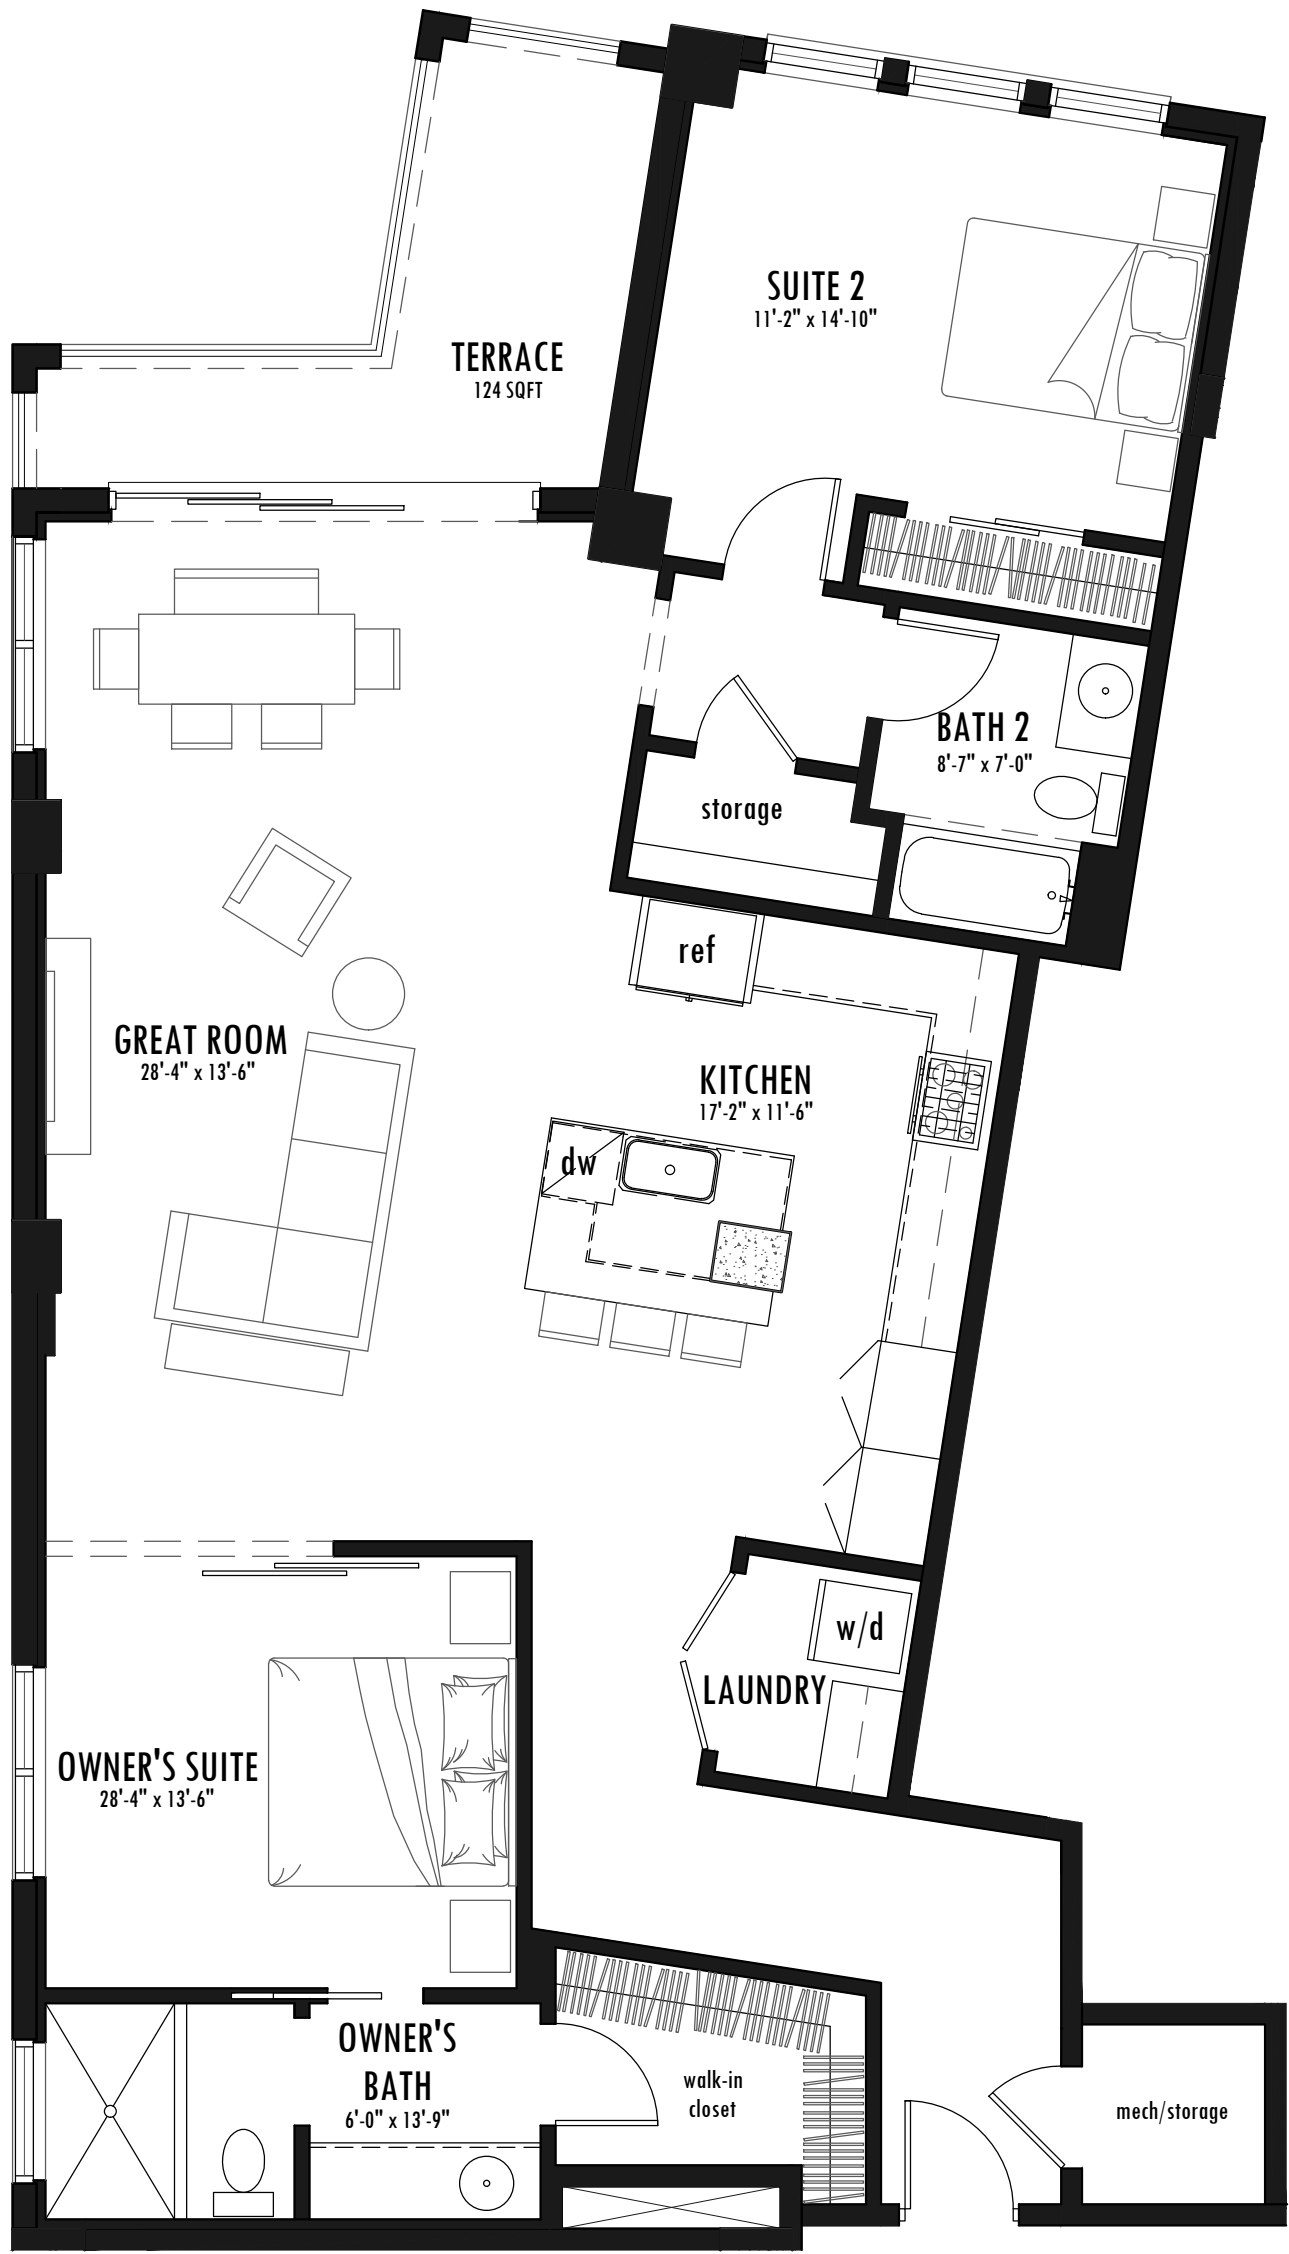 SUITE 2
11'-2" x 14'-10"
TERRACE
124 SQFT
BATH 2
8'-7" x 7'-0"
storage
ref
GREAT ROOM
28'-4" x 13'-6"
KITCHEN
17'-2" x 11'-6"
dw
w/d
LAUNDRY
OWNER'S SUITE
28'-4" x 13'-6"
OWNER'S
BATH
6'-0" x 13'-9"
walk-in
closet
mech/storage